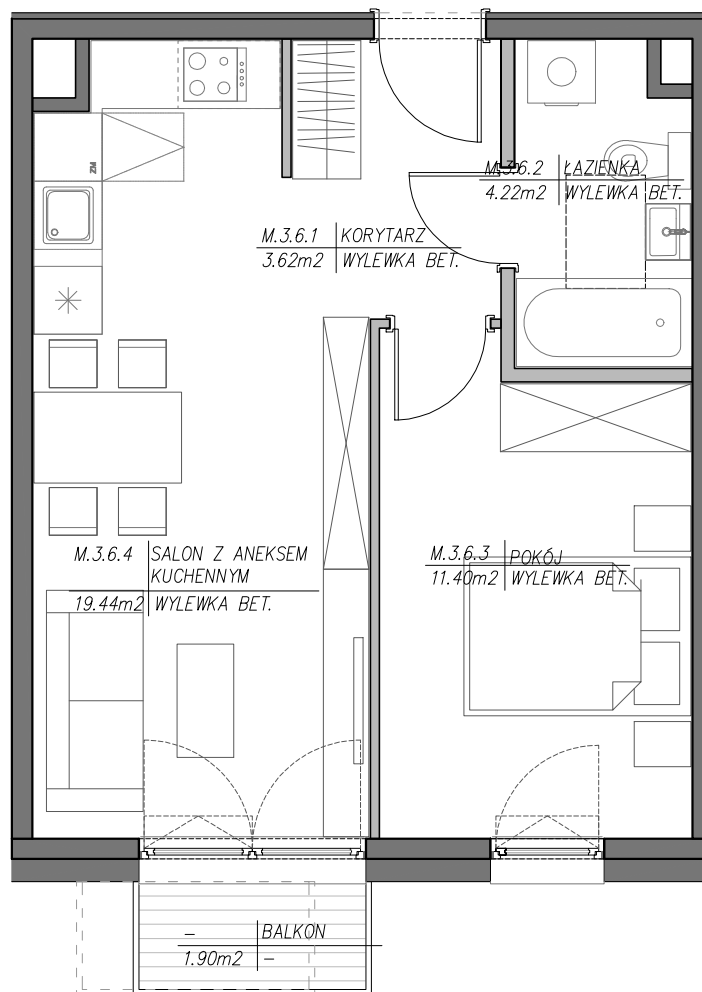 ZM
M.3.6.2 ŁAZIENKA
4.22m2 WYLEWKA BET.
M.3.6.1 KORYTARZ
3.62m2 WYLEWKA BET.
M.3.6.4 SALON Z ANEKSEM
KUCHENNYM
19.44m2 WYLEWKA BET.
M.3.6.3 POKÓJ
11.40m2 WYLEWKA BET.
– BALKON
1.90m2 –